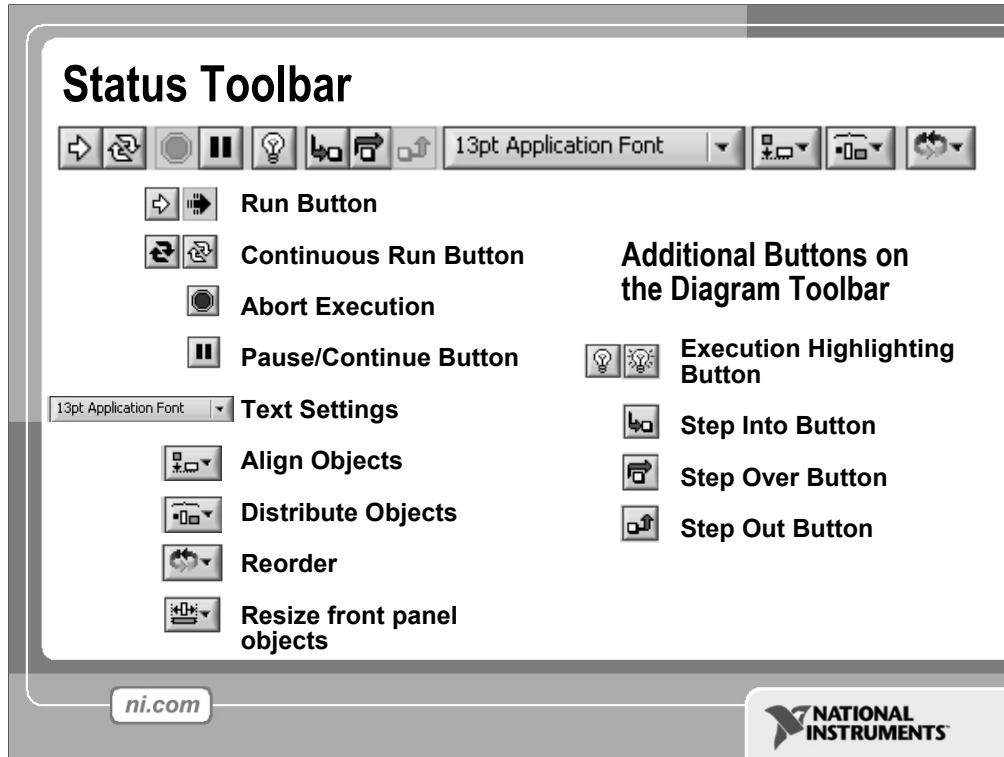 Status Toolbar
13pt Application Font
Run Button
Continuous Run Button
Abort Execution
Pause/Continue Button
13pt Application Font
Text Settings
Align Objects
Distribute Objects
Reorder
Resize front panel
objects
Additional Buttons on
the Diagram Toolbar
Execution Highlighting
Button
Step Into Button
Step Over Button
Step Out Button
ni.com
NATIONAL
INSTRUMENTS